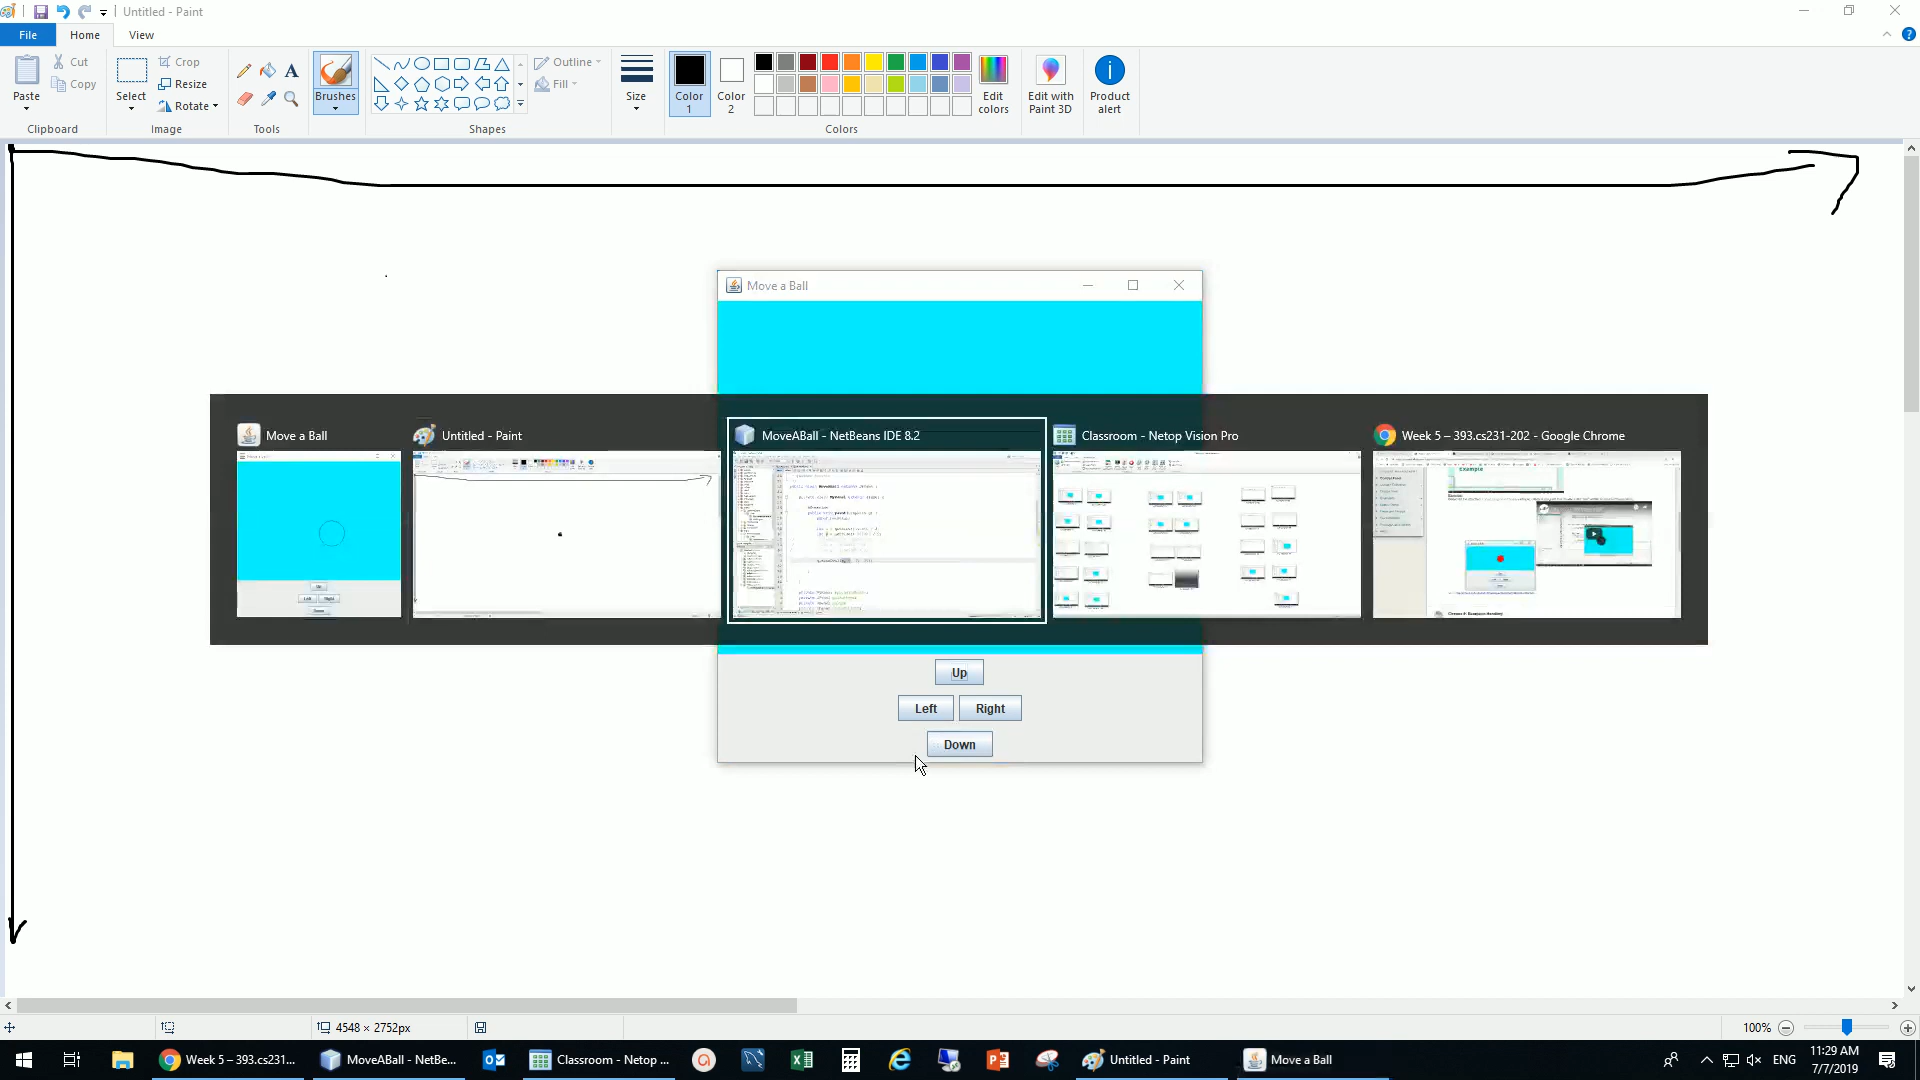 Untitled - Paint
File Home View
Paste
Cut
Copy
Clipboard
Select
Crop
Resize
Rotate
Image
A
Tools
Brushes
Shapes
Outline
Fill
Size
Color 1
Color 2
Colors
Edit colors
Edit with Paint 3D
Product alert
Move a Ball
Move a Ball
Untitled - Paint
MoveABall - NetBeans IDE 8.2
Classroom - Netop Vision Pro
Week 5 – 393.cs231-202 - Google Chrome
Up
Left Right
Down
4548 × 2752px
100%
Week 5 – 393.cs231...
MoveABall - NetBe...
Classroom - Netop ...
Untitled - Paint
Move a Ball
ENG
11:29 AM
7/7/2019